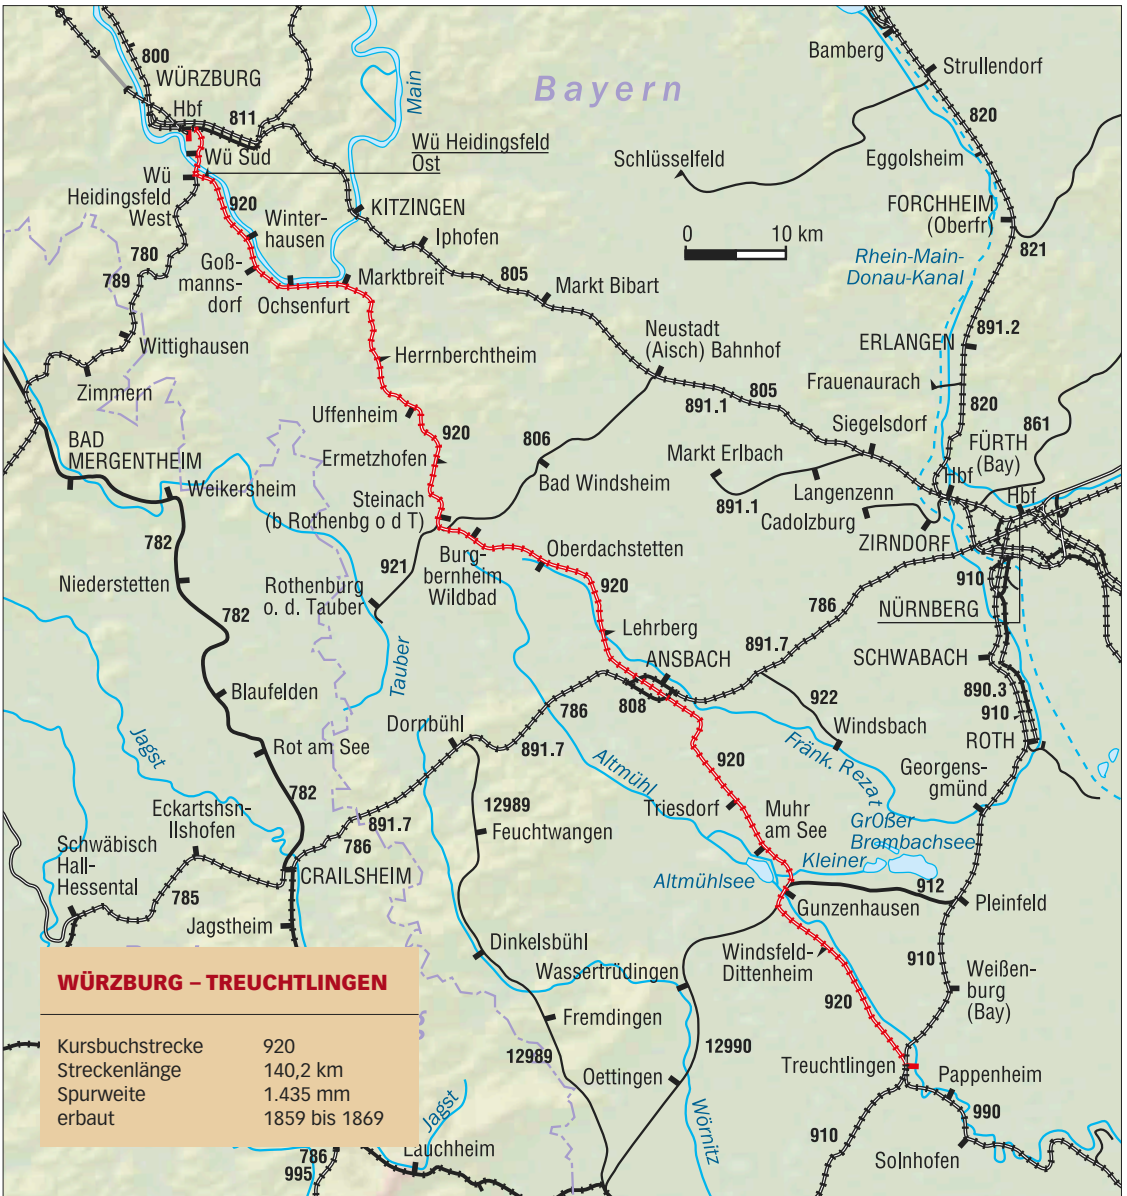 800
WÜRZBURG
Hbf
811
Main
Bayern
Bamberg
Strullendorf
820
Wü Süd
Wü Heidingsfeld
Ost
Schlüsselfeld
Eggolsheim
Wü
Heidingsfeld
West
920
Winter-
hausen
KITZINGEN
Iphofen
FORCHHEIM
(Oberfr)
821
0
10 km
780
789
Goß-
manns-
dorf
Ochsenfurt
Marktbreit
805
Markt Bibart
Rhein-Main-
Donau-Kanal
Wittighausen
Zimmern
Herrnberchtheim
Neustadt
(Aisch) Bahnhof
891.2
ERLANGEN
Frauenaurach
805
891.1
820
861
Uffenheim
920
806
Siegelsdorf
FÜRTH
(Bay)
Hbf
BAD
MERGENTHEIM
Weikersheim
Ermetzhofen
Bad Windsheim
Markt Erlbach
891.1
Langenzenn
Cadolzburg
Hbf
Steinach
(b Rothenbg o d T)
ZIRNDORF
782
Burg-
bernheim
Wildbad
Oberdachstetten
921
Niederstetten
Rothenburg
o. d. Tauber
920
786
910
NÜRNBERG
782
Lehrberg
891.7
Tauber
ANSBACH
SCHWABACH
Blaufelden
808
890.3
910
786
922
Dornbühl
891.7
Windsbach
ROTH
Jagst
Rot am See
Altmühl
920
Fränk. Rezat
Georgens-
gmünd
782
Eckartshsn-
Ilshofen
12989
Feuchtwangen
Triesdorf
Muhr
am See
Größer
Brombachsee
Kleiner
891.7
786
Schwäbisch
Hall-
Hessental
CRAILSHEIM
Altmühlsee
912
785
Gunzenhausen
Pleinfeld
Jagstheim
Dinkelsbühl
Windsfeld-
Dittenheim
910
Wassertrüdingen
Weißen-
burg
(Bay)
WÜRZBURG – TREUCHTLINGEN
Kursbuchstrecke 920
Streckenlänge 140,2 km
Spurweite 1.435 mm
erbaut 1859 bis 1869
920
Fremdingen
12989
12990
Oettingen
Treuchtlingen
Pappenheim
990
Jagst
Wörnitz
910
Solnhofen
786
995
Lauchheim